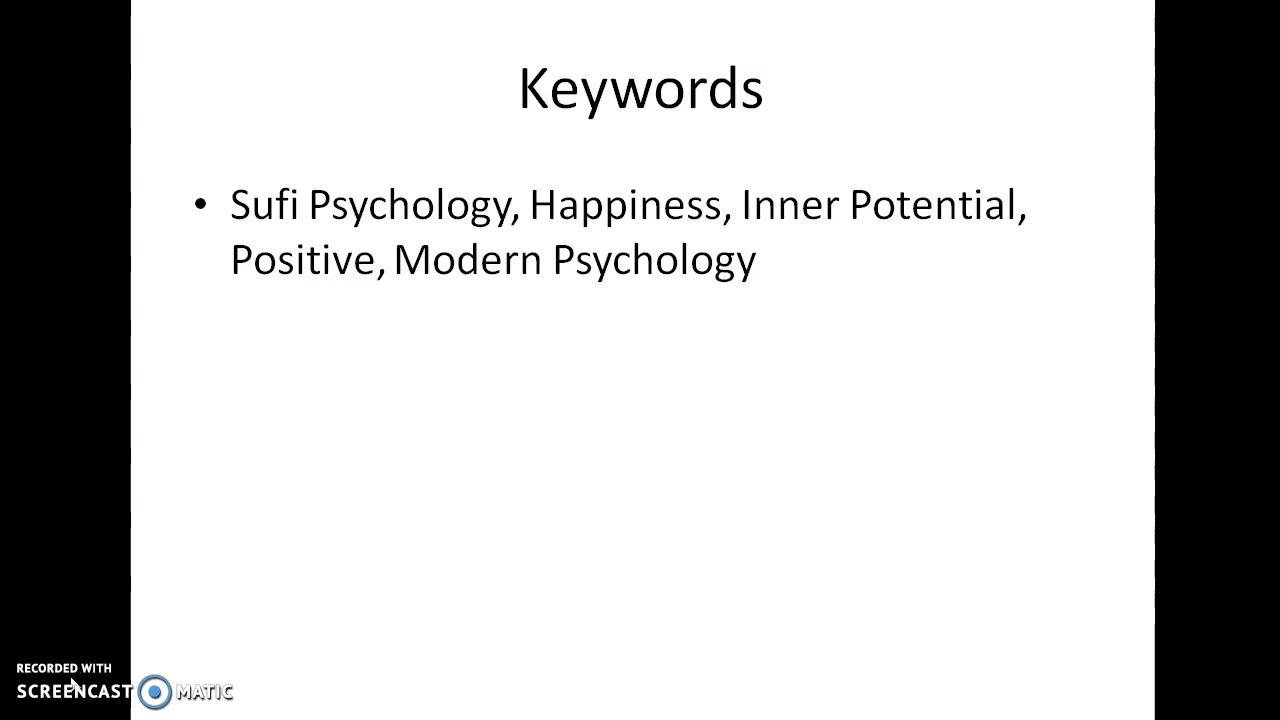 Keywords
• Sufi Psychology, Happiness, Inner Potential,
Positive, Modern Psychology
RECORDED WITH
SCREENCAST MATIC